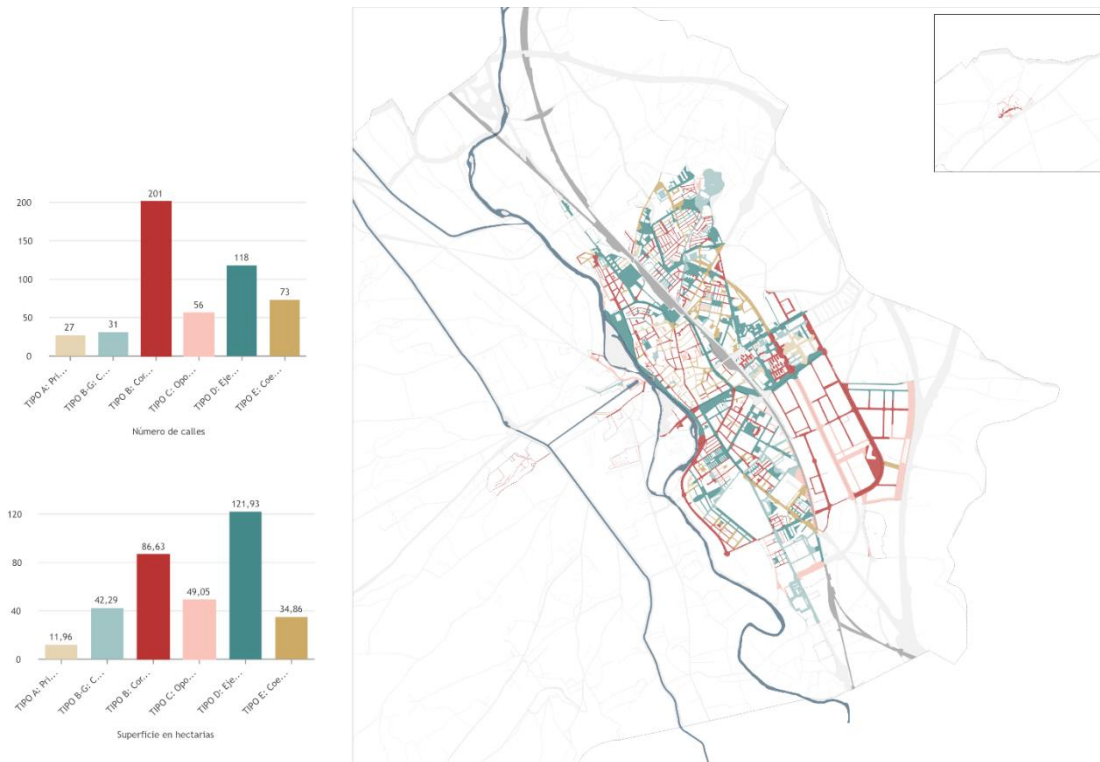 200
150
100
50
0
27
31
201
56
118
73
TIPO A: Pri...
TIPO B-G: C...
TIPO B: Cor...
TIPO C: Opo...
TIPO D: Eje...
TIPO E: Coe...
Número de calles
120
80
40
0
11,96
42,29
86,63
49,05
121,93
34,86
TIPO A: Pri...
TIPO B-G: C...
TIPO B: Cor...
TIPO C: Opo...
TIPO D: Eje...
TIPO E: Coe...
Superficie en hectarias